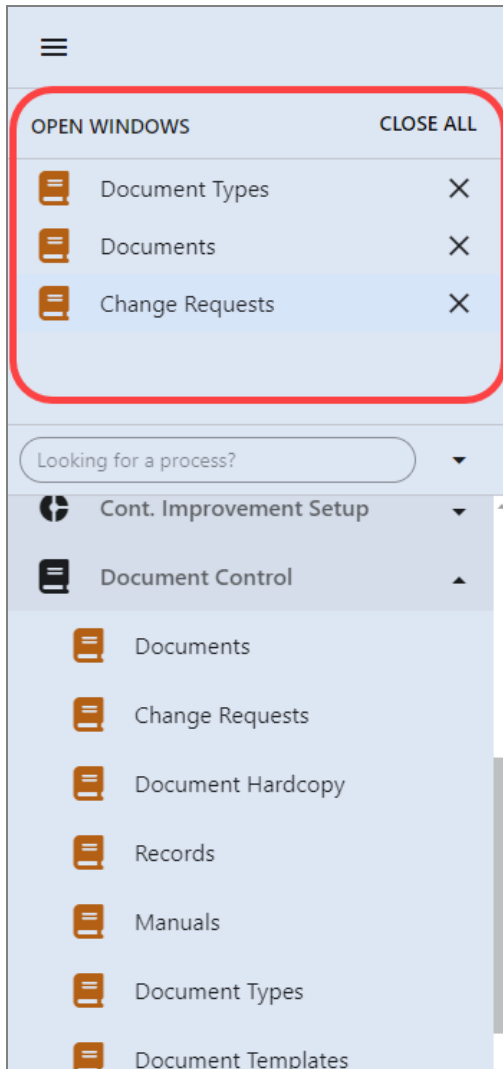 OPEN WINDOWS CLOSE ALL
Document Types
Documents
Change Requests
Looking for a process?
Cont. Improvement Setup
Document Control
Documents
Change Requests
Document Hardcopy
Records
Manuals
Document Types
Document Templates